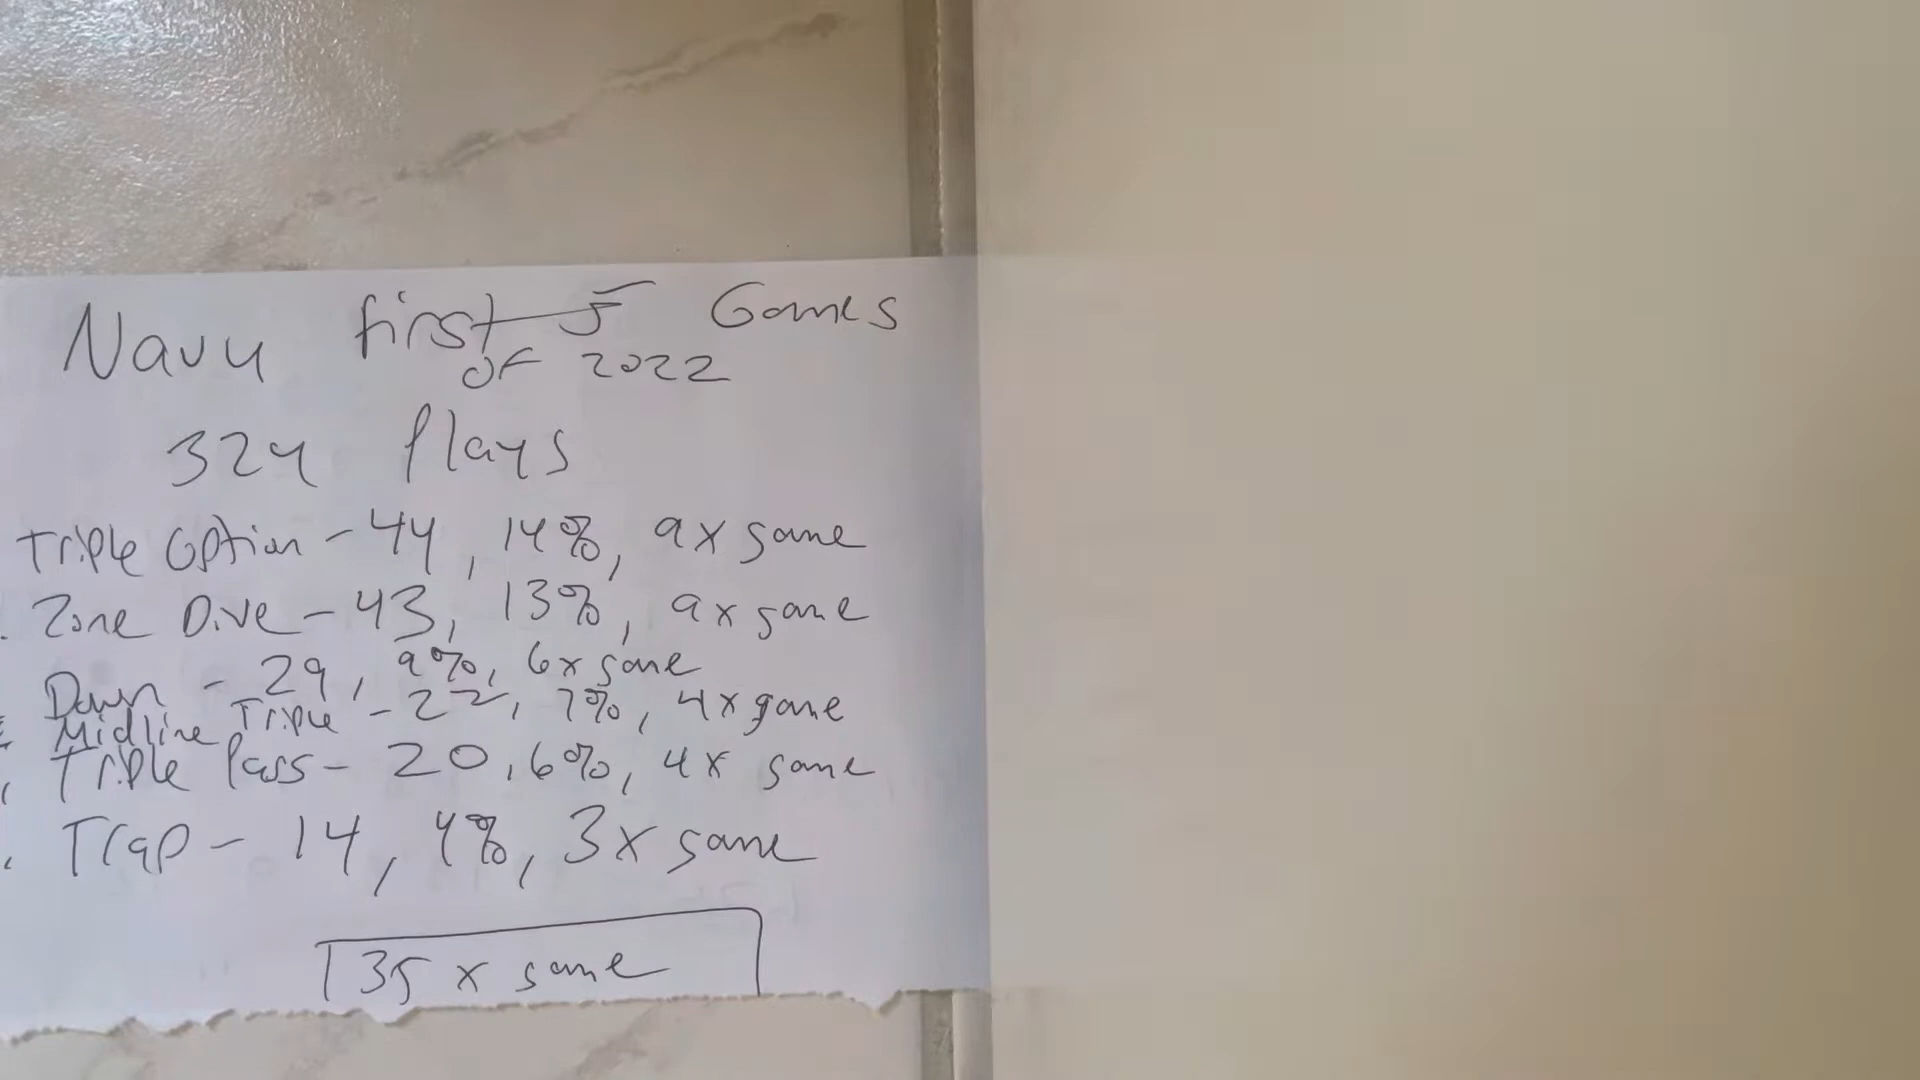 Navy first 5 Games
of 2022
324 Plays
Triple Option - 44, 14%, 9x game
. Zone Dive - 43, 13%, 9x game
Down - 29, 9%, 6x game
Midline Triple - 22, 7%, 4x game
Triple Pass - 20, 6%, 4x game
. Trap - 14, 4%, 3x game
35 x game